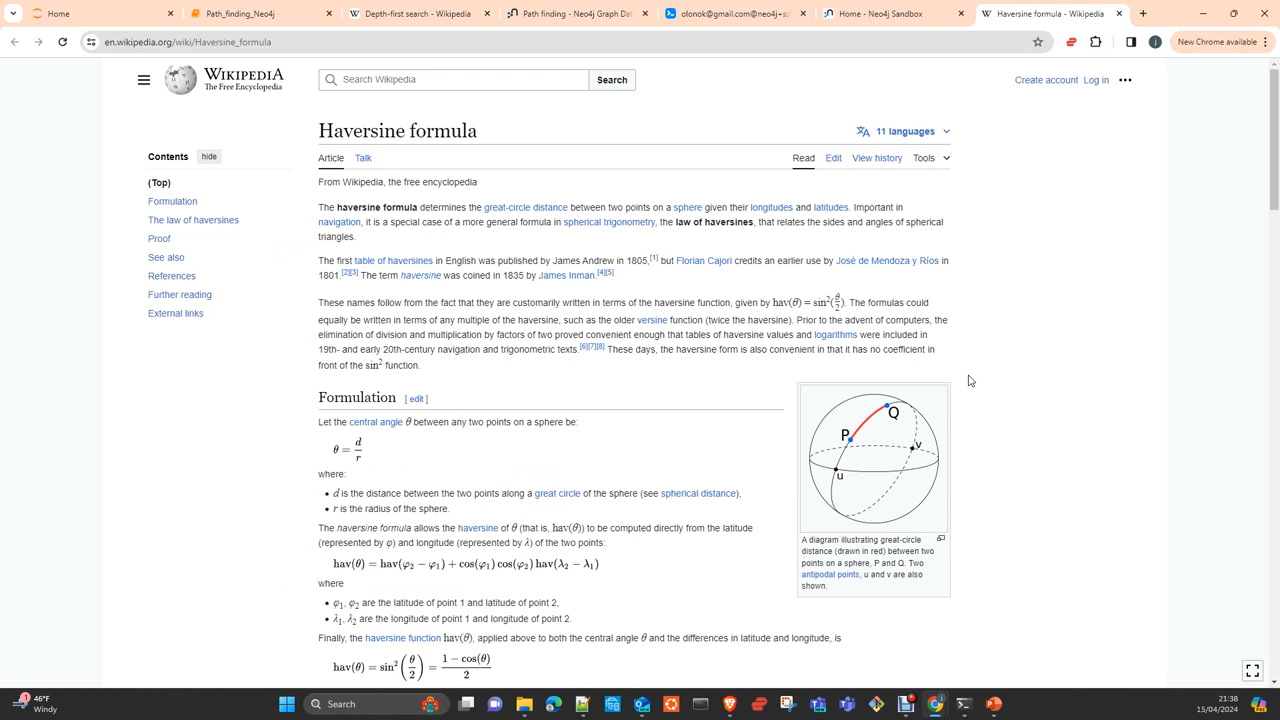 Home
Path_finding_Neo4j
Depth-first search - Wikipedia
Path finding - Neo4j Graph Dat
olonok@gmail.com@neo4j+s
Home - Neo4j Sandbox
Haversine formula - Wikipedia
en.wikipedia.org/wiki/Haversine_formula
New Chrome available
WIKIPEDIA
The Free Encyclopedia
Search Wikipedia
Search
Create account
Log in
Contents
hide
(Top)
Formulation
The law of haversines
Proof
See also
References
Further reading
External links
Haversine formula
11 languages
Article
Talk
Read
Edit
View history
Tools
From Wikipedia, the free encyclopedia
The haversine formula determines the great-circle distance between two points on a sphere given their longitudes and latitudes. Important in
navigation, it is a special case of a more general formula in spherical trigonometry, the law of haversines, that relates the sides and angles of spherical
triangles.
The first table of haversines in English was published by James Andrew in 1805,[1] but Florian Cajori credits an earlier use by José de Mendoza y Ríos in
1801.[2][3] The term haversine was coined in 1835 by James Inman.[4][5]
These names follow from the fact that they are customarily written in terms of the haversine function, given by hav(θ) = sin²(θ/2). The formulas could
equally be written in terms of any multiple of the haversine, such as the older versine function (twice the haversine). Prior to the advent of computers, the
elimination of division and multiplication by factors of two proved convenient enough that tables of haversine values and logarithms were included in
19th- and early 20th-century navigation and trigonometric texts.[6][7][8] These days, the haversine form is also convenient in that it has no coefficient in
front of the sin² function.
Formulation [ edit ]
Let the central angle θ between any two points on a sphere be:
θ = d/r
where:
• d is the distance between the two points along a great circle of the sphere (see spherical distance),
• r is the radius of the sphere.
The haversine formula allows the haversine of θ (that is, hav(θ)) to be computed directly from the latitude
(represented by φ) and longitude (represented by λ) of the two points:
hav(θ) = hav(φ₂ − φ₁) + cos(φ₁) cos(φ₂) hav(λ₂ − λ₁)
where
• φ₁, φ₂ are the latitude of point 1 and latitude of point 2,
• λ₁, λ₂ are the longitude of point 1 and longitude of point 2.
Finally, the haversine function hav(θ), applied above to both the central angle θ and the differences in latitude and longitude, is
hav(θ) = sin²(θ/2) = (1 − cos(θ))/2
Q
P
v
u
A diagram illustrating great-circle
distance (drawn in red) between two
points on a sphere, P and Q. Two
antipodal points, u and v are also
shown.
1
46°F
Windy
Search
21:38
15/04/2024